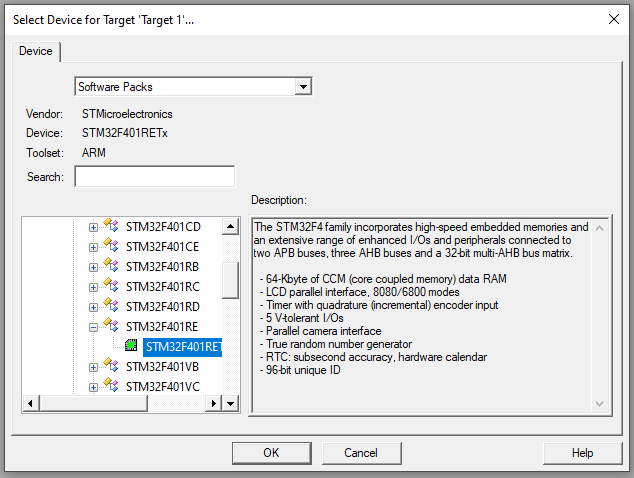 Select Device for Target 'Target 1'...
Device
Software Packs
Vendor: STMicroelectronics
Device: STM32F401RETx
Toolset: ARM
Search:
STM32F401CD
STM32F401CE
STM32F401RB
STM32F401RC
STM32F401RD
STM32F401RE
STM32F401RET
STM32F401VB
STM32F401VC
Description:
The STM32F4 family incorporates high-speed embedded memories and
an extensive range of enhanced I/Os and peripherals connected to
two APB buses, three AHB buses and a 32-bit multi-AHB bus matrix.
- 64-Kbyte of CCM (core coupled memory) data RAM
- LCD parallel interface, 8080/6800 modes
- Timer with quadrature (incremental) encoder input
- 5 V-tolerant I/Os
- Parallel camera interface
- True random number generator
- RTC: subsecond accuracy, hardware calendar
- 96-bit unique ID
OK
Cancel
Help